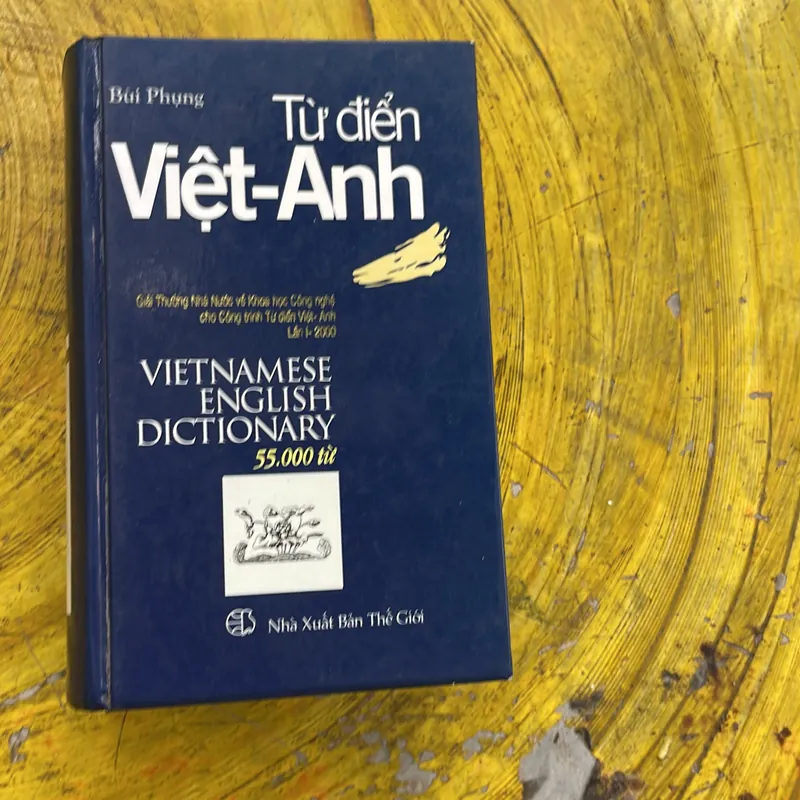 Bùi Phụng
Từ điển
Việt-Anh
Giải Thưởng Nhà Nước về Khoa học Công nghệ
cho Công trình Từ điển Việt- Anh
Lần I- 2000
VIETNAMESE
ENGLISH
DICTIONARY
55.000 từ
Nhà Xuất Bản Thế Giới